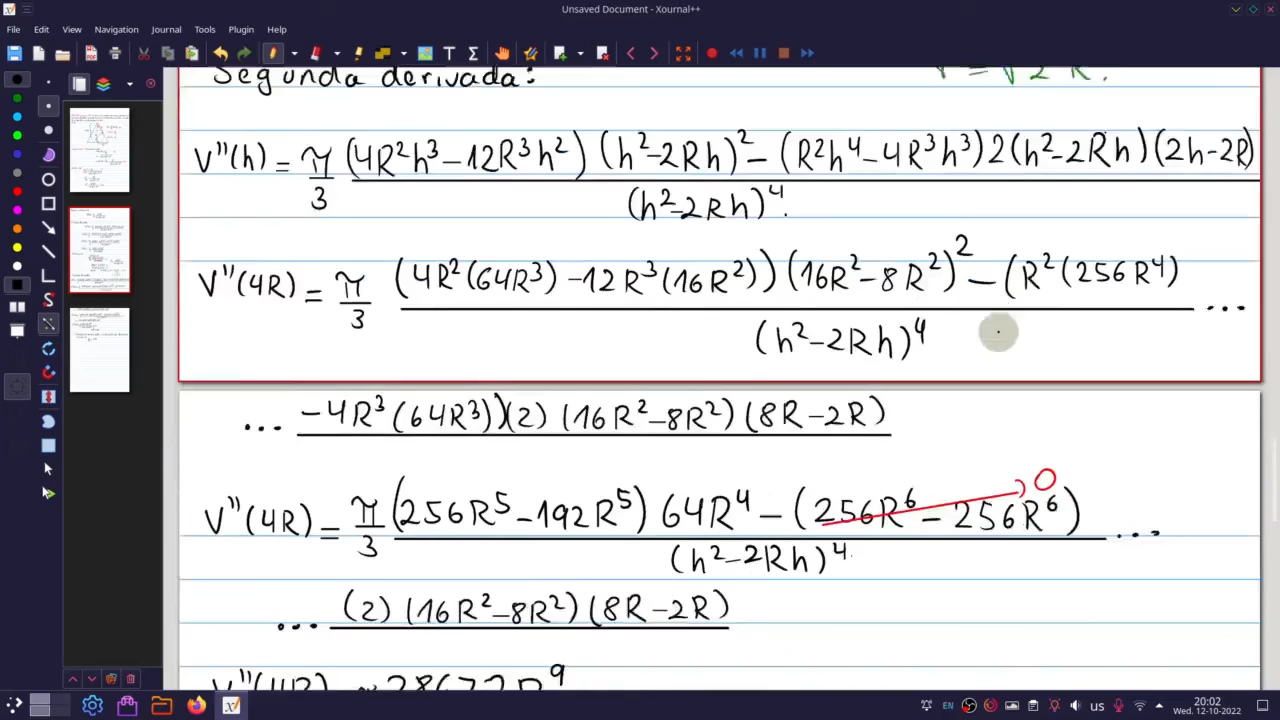 Unsaved Document - Xournal++
File Edit View Navigation Journal Tools Plugin Help
Segunda derivada: r = √2 R.
V''(h) = π/3 (4R²h³-12R³h²) (h²-2Rh)² - (R²h⁴-4R³h³) 2(h²-2Rh)(2h-2R)
(h²-2Rh)⁴.
V''(4R) = π/3 (4R²(64R³)-12R³(16R²))(16R²-8R²)² - (R²(256R⁴) ...
(h²-2Rh)⁴
... -4R³(64R³))(2)(16R²-8R²)(8R-2R)
V''(4R) = π/3 (256R⁵-192R⁵) 64R⁴ - (256R⁶-256R⁶) 0 ...
(h²-2Rh)⁴.
... (2)(16R²-8R²)(8R-2R)
EN us 20:02
Wed. 12-10-2022